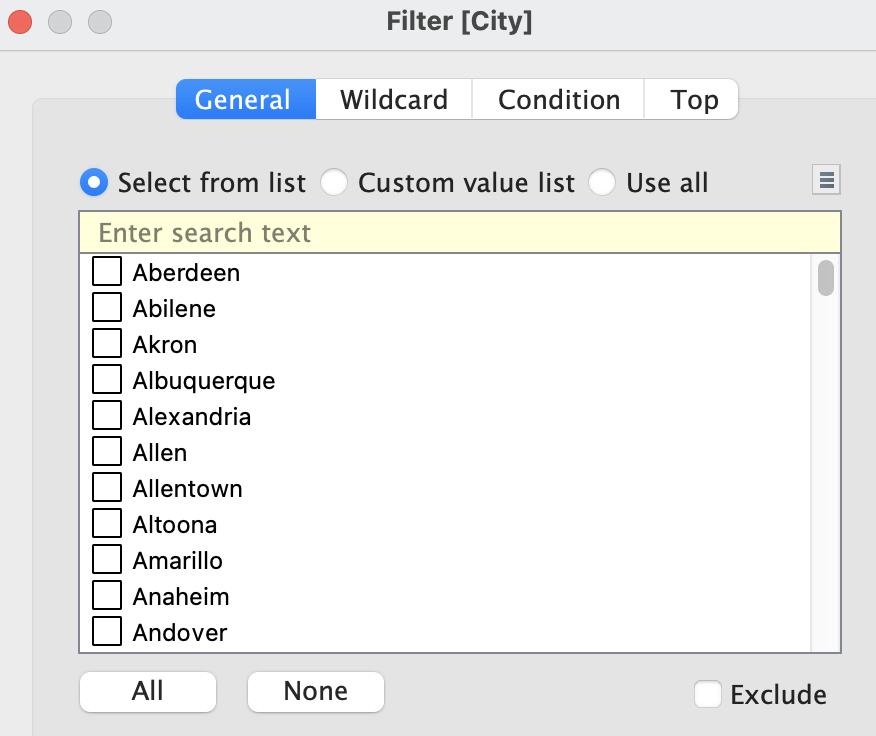 Filter [City]
General Wildcard Condition Top
Select from list Custom value list Use all
Enter search text
Aberdeen
Abilene
Akron
Albuquerque
Alexandria
Allen
Allentown
Altoona
Amarillo
Anaheim
Andover
All None Exclude